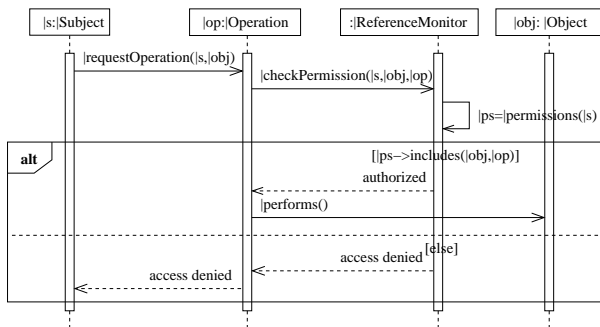 |s:|Subject
|op:|Operation
:|ReferenceMonitor
|obj: |Object
|requestOperation(|s,|obj)
|checkPermission(|s,|obj,|op)
|ps=|permissions(|s)
alt
[|ps−>includes(|obj,|op)]
authorized
|performs()
[else]
access denied
access denied